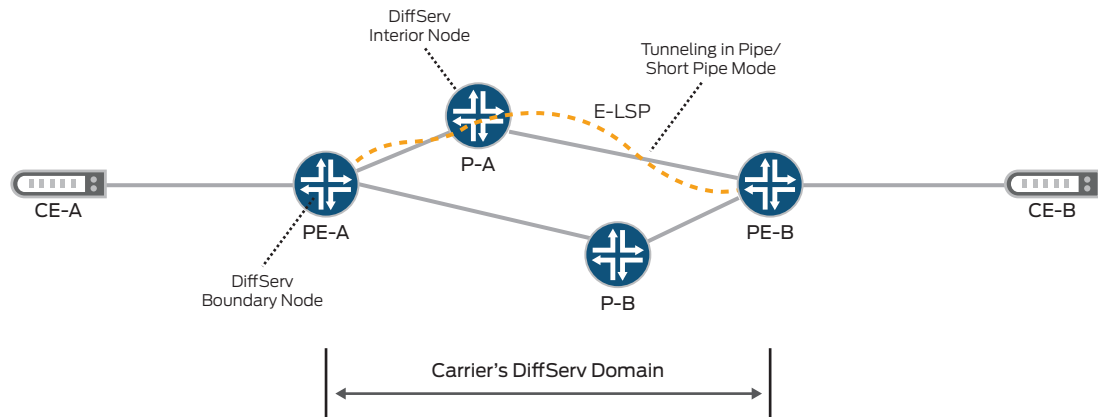 DiffServ
Interior Node
Tunneling in Pipe/
Short Pipe Mode
E-LSP
P-A
CE-A
PE-A
PE-B
CE-B
DiffServ
Boundary Node
P-B
Carrier's DiffServ Domain